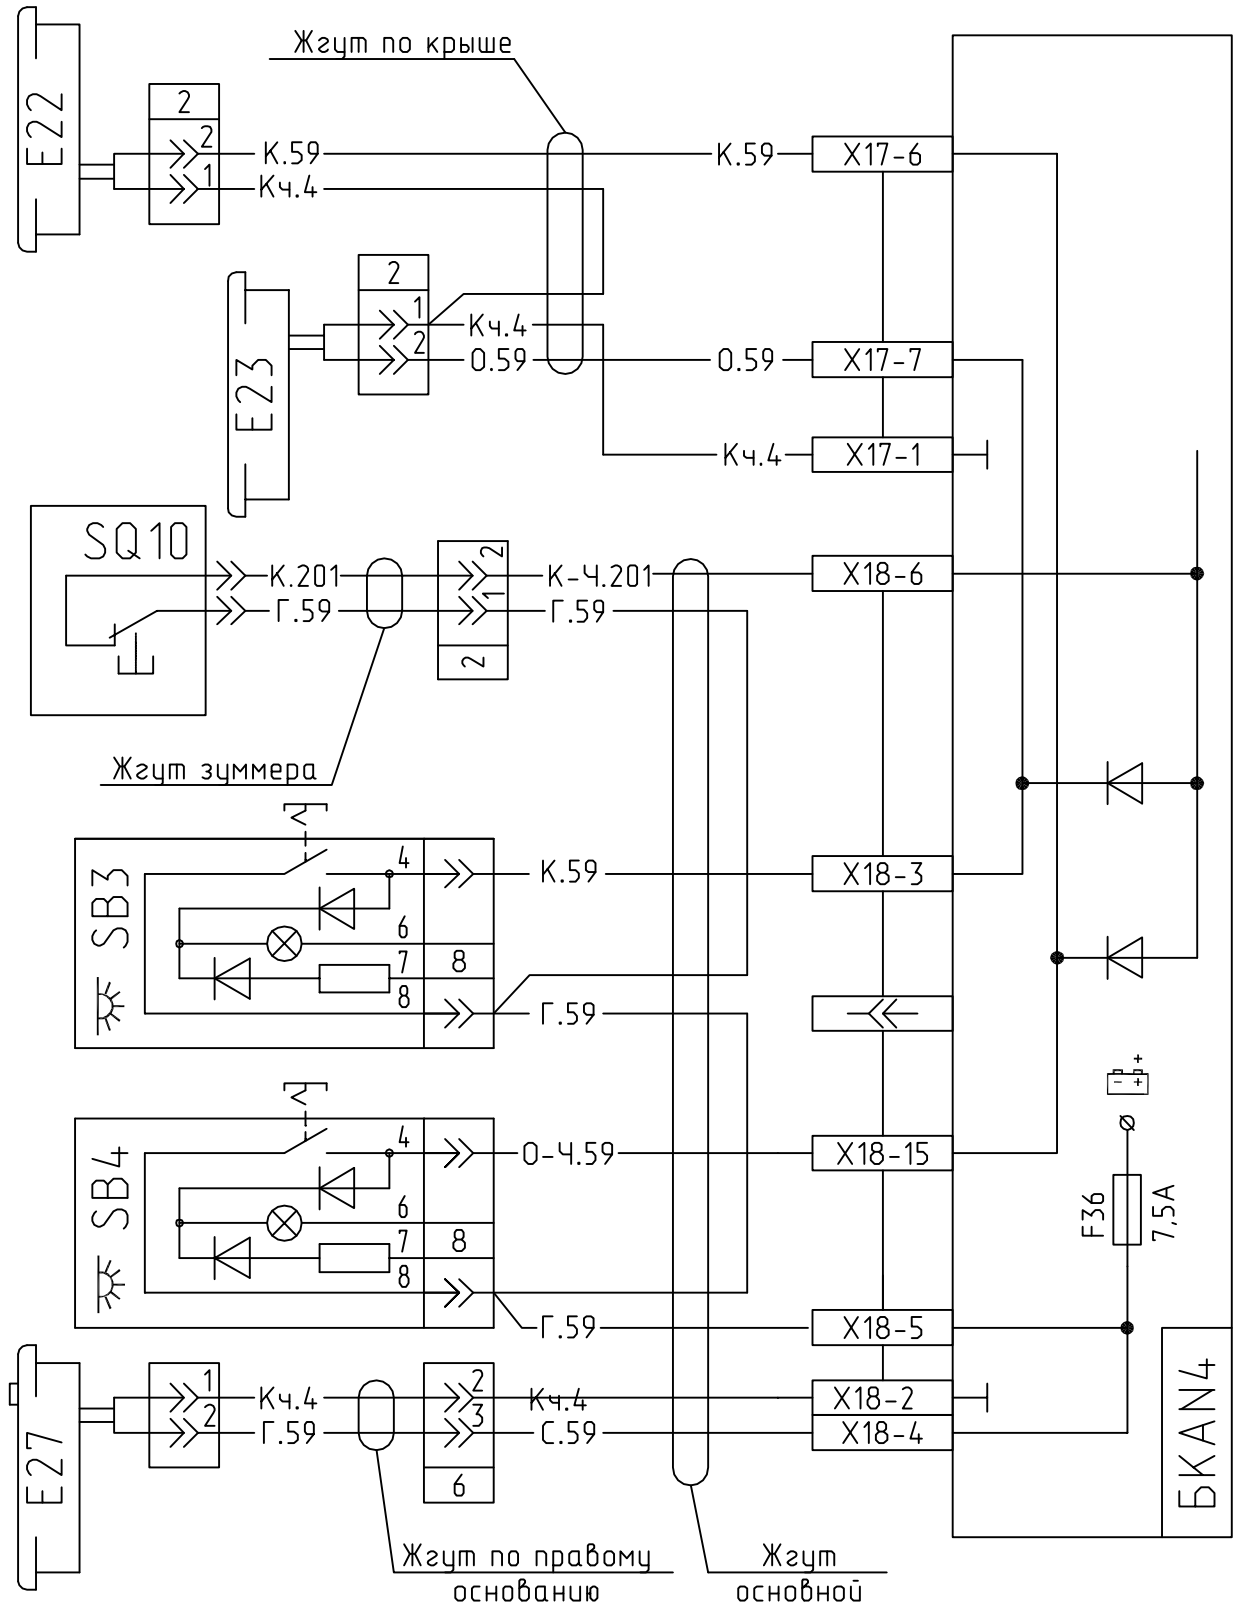 Жгут по крыше
E22
2
2
К.59
К.59
X17-6
1
Кч.4
E23
2
1
Кч.4
2
О.59
О.59
X17-7
Кч.4
X17-1
SQ10
К.201
2
К-Ч.201
X18-6
Г.59
1
Г.59
2
Жгут зуммера
SB3
4
К.59
X18-3
6
7
8
8
Г.59
- +
+
SB4
4
О-Ч.59
X18-15
6
7
8
8
F36
7,5А
Г.59
X18-5
E27
1
Кч.4
2
Кч.4
X18-2
2
Г.59
3
С.59
X18-4
6
БКАN4
Жгут по правому
основанию
Жгут
основной